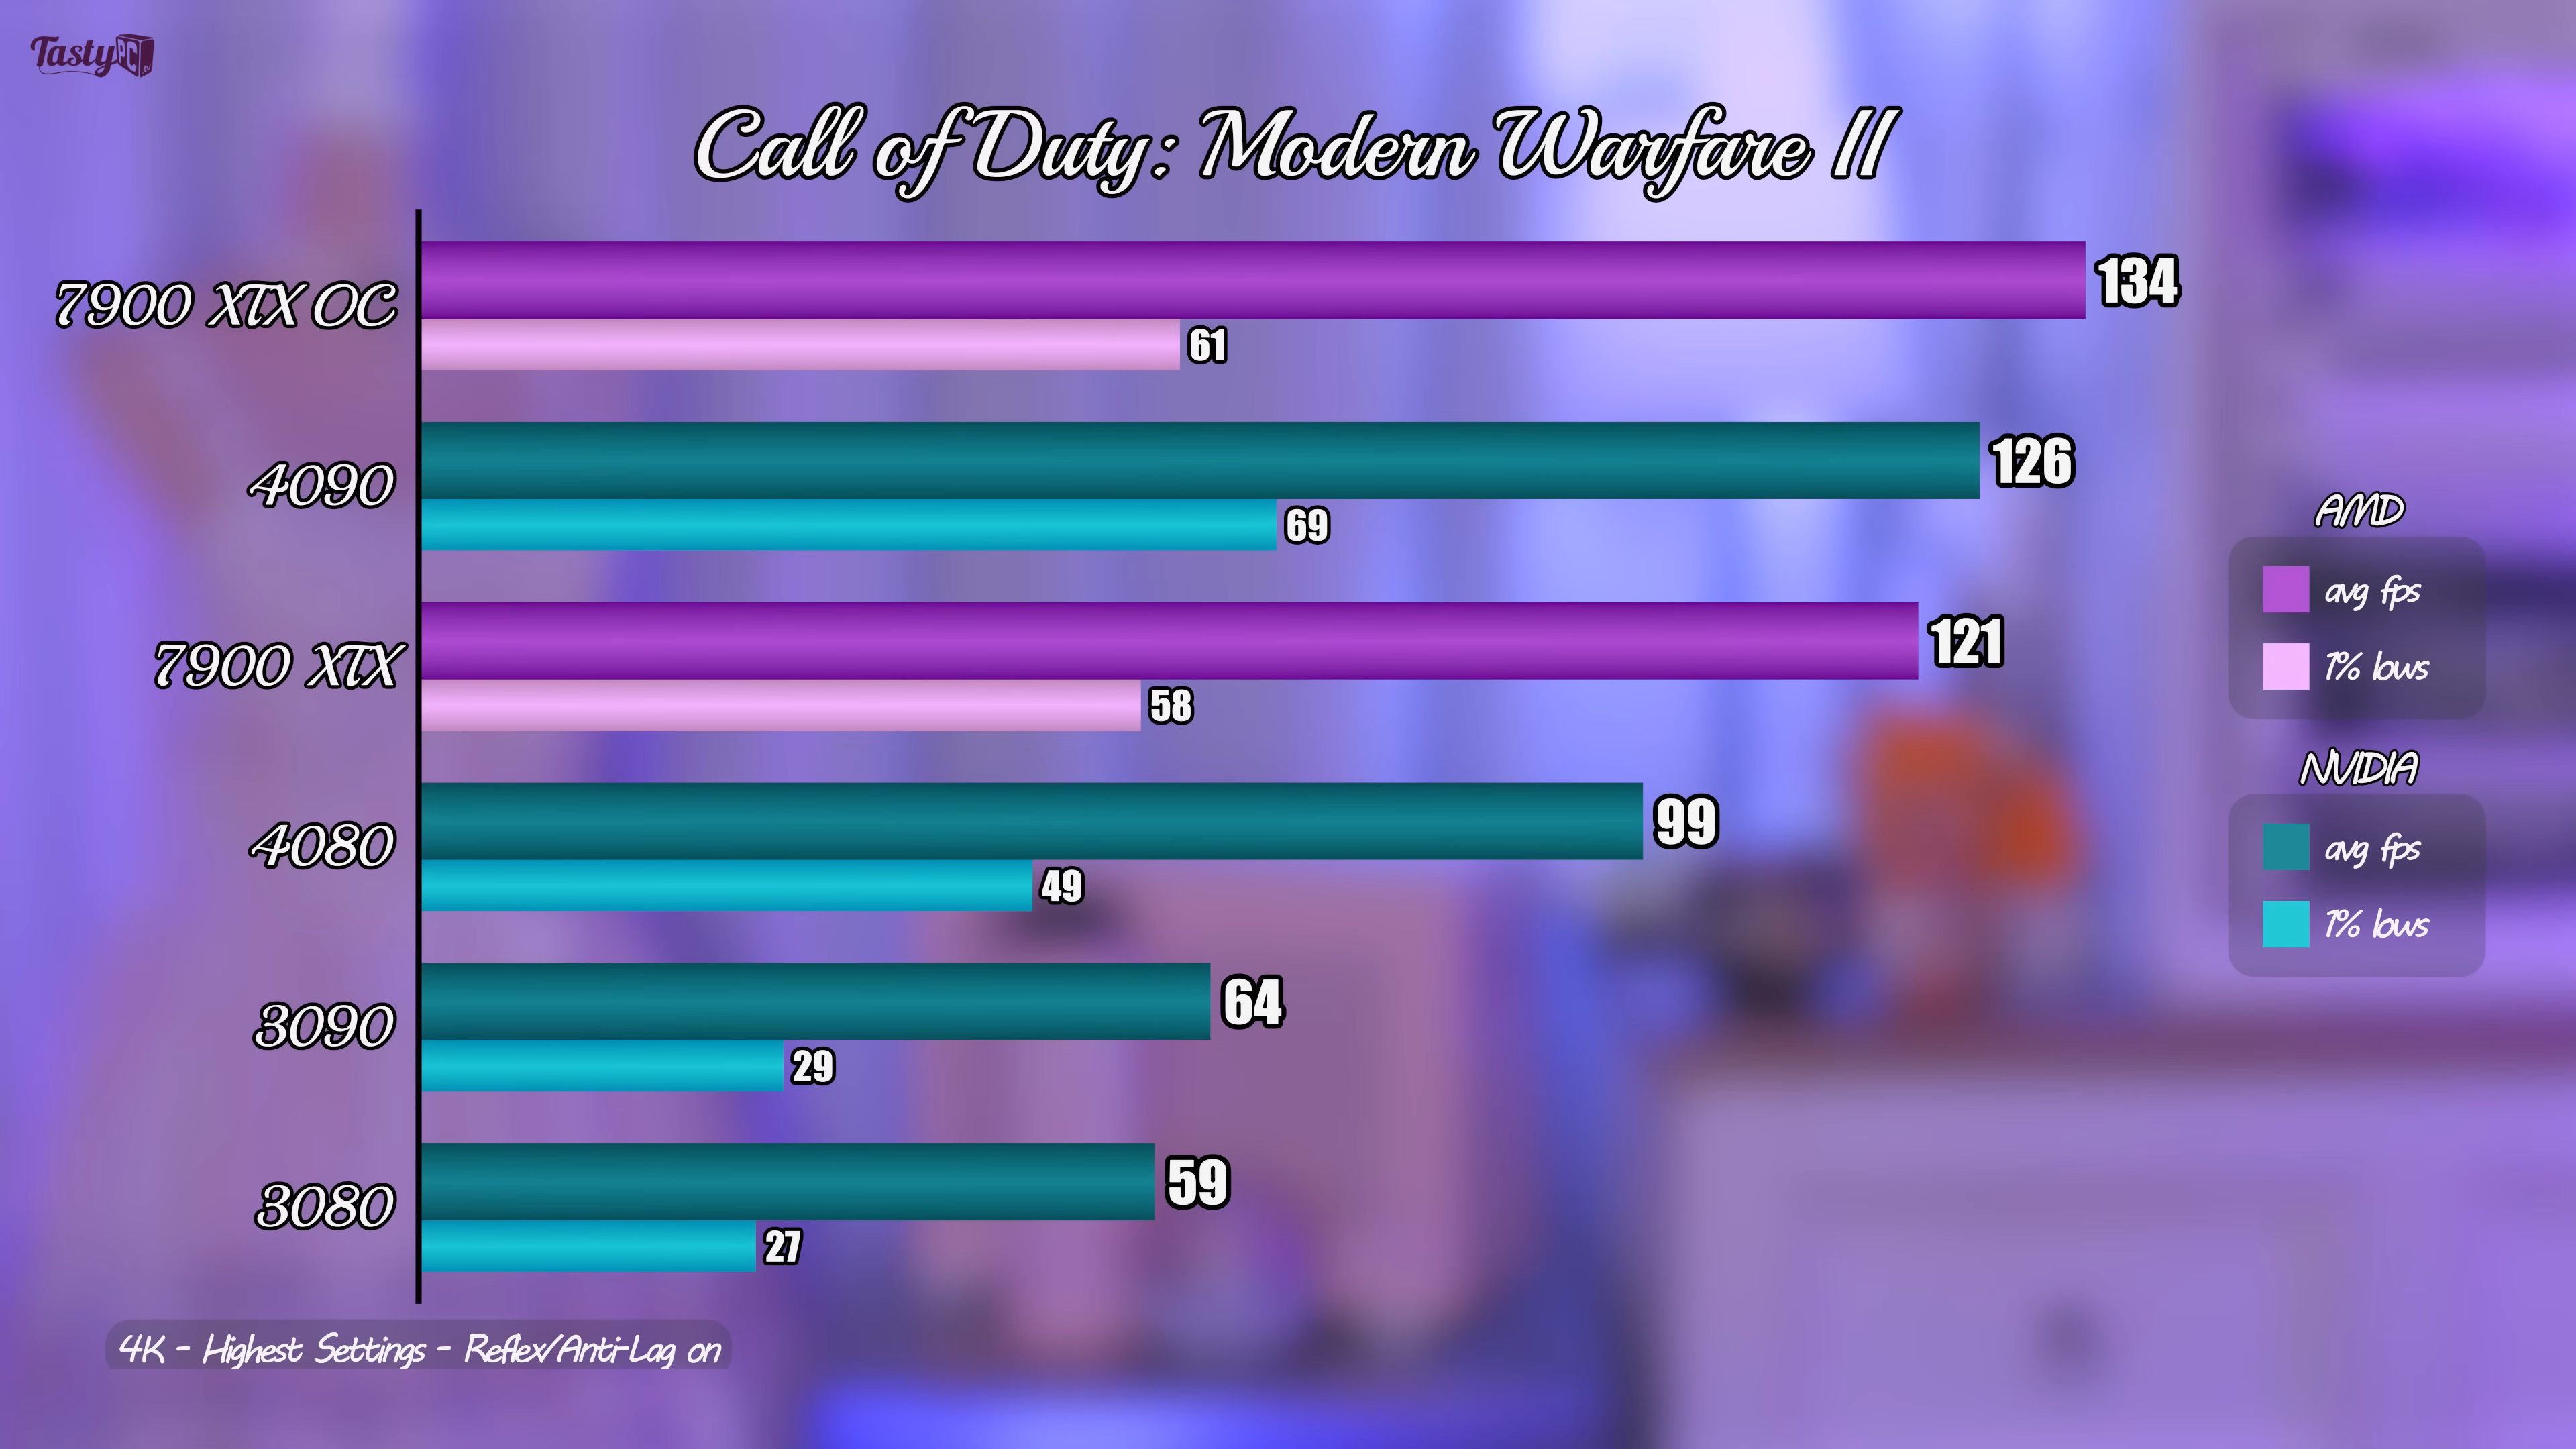 Tasty PC
Call of Duty: Modern Warfare II
7900 XTX OC
134
61
4090
126
69
7900 XTX
121
58
4080
99
49
3090
64
29
3080
59
27
AMD
avg fps
1% lows
NVIDIA
avg fps
1% lows
4K - Highest Settings - Reflex/Anti-Lag on